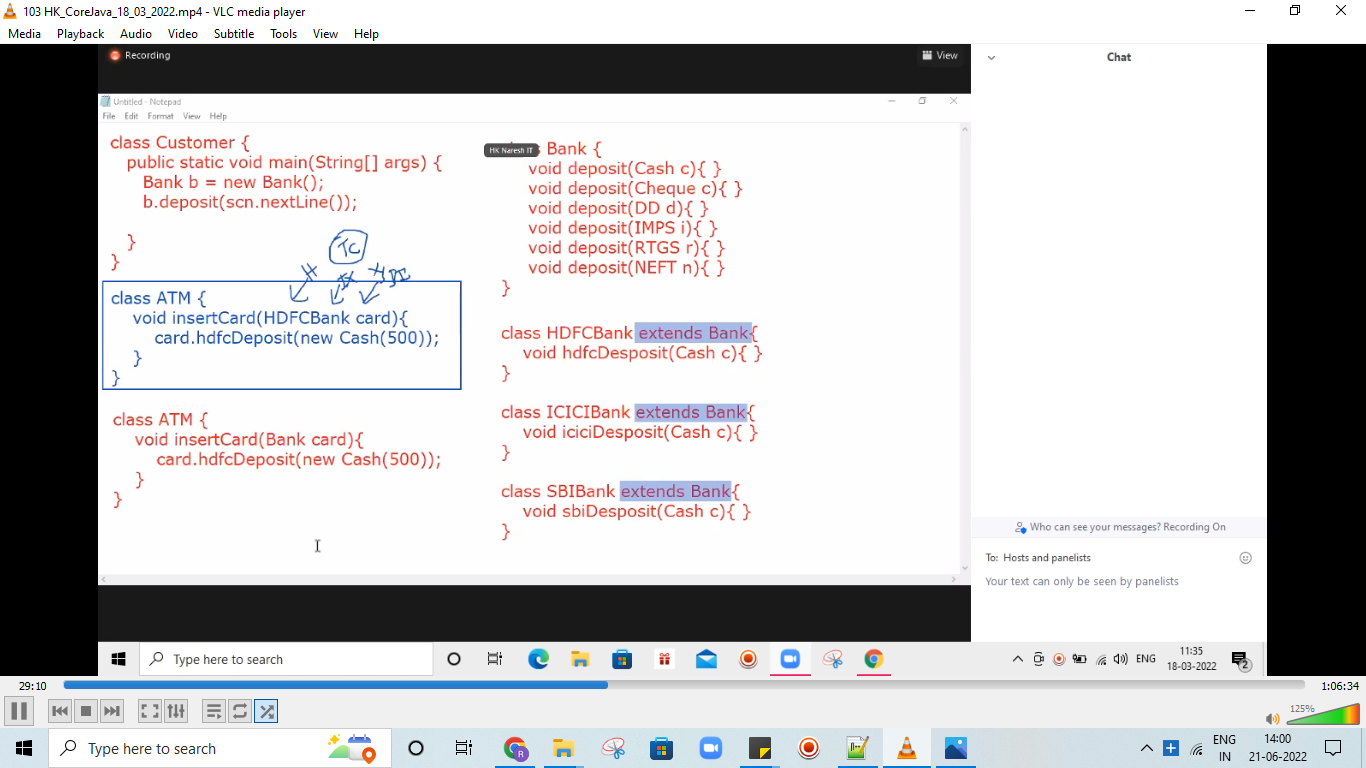 103 HK_CoreJava_18_03_2022.mp4 - VLC media player
Media Playback Audio Video Subtitle Tools View Help
Recording
View
Untitled - Notepad
File Edit Format View Help
class Customer {
public static void main(String[] args) {
Bank b = new Bank();
b.deposit(scn.nextLine());
}
}
TC
H
class ATM {
void insertCard(HDFCBank card){
card.hdfcDeposit(new Cash(500));
}
}
class ATM {
void insertCard(Bank card){
card.hdfcDeposit(new Cash(500));
}
}
HK Naresh IT
Bank {
void deposit(Cash c){ }
void deposit(Cheque c){ }
void deposit(DD d){ }
void deposit(IMPS i){ }
void deposit(RTGS r){ }
void deposit(NEFT n){ }
}
class HDFCBank extends Bank{
void hdfcDesposit(Cash c){ }
}
class ICICIBank extends Bank{
void iciciDesposit(Cash c){ }
}
class SBIBank extends Bank{
void sbiDesposit(Cash c){ }
}
Chat
Who can see your messages? Recording On
To: Hosts and panelists
Your text can only be seen by panelists
Type here to search
ENG
11:35
18-03-2022
2
29:10
1:06:34
125%
Type here to search
R
ENG
IN
14:00
21-06-2022